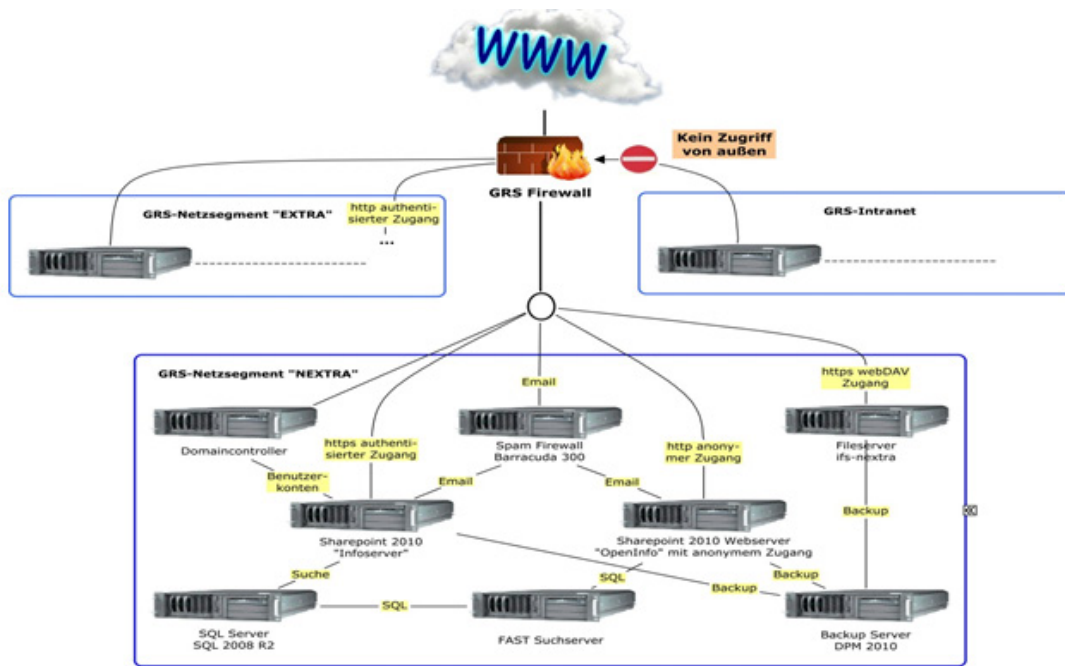 WWW
Kein Zugriff
von außen
GRS Firewall
GRS-Netzsegment "EXTRA"
http authenti-
sierter Zugang
...
GRS-Intranet
GRS-Netzsegment "NEXTRA"
Email
https webDAV
Zugang
Domaincontroller
https authenti-
sierter Zugang
Spam Firewall
Barracuda 300
http anony-
mer Zugang
Fileserver
ifs-nextra
Benutzer-
konten
Email
Email
Backup
Sharepoint 2010
"Infoserver"
Sharepoint 2010 Webserver
"OpenInfo" mit anonymem Zugang
Suche
SQL
Backup
Backup
SQL
SQL Server
SQL 2008 R2
FAST Suchserver
Backup Server
DPM 2010